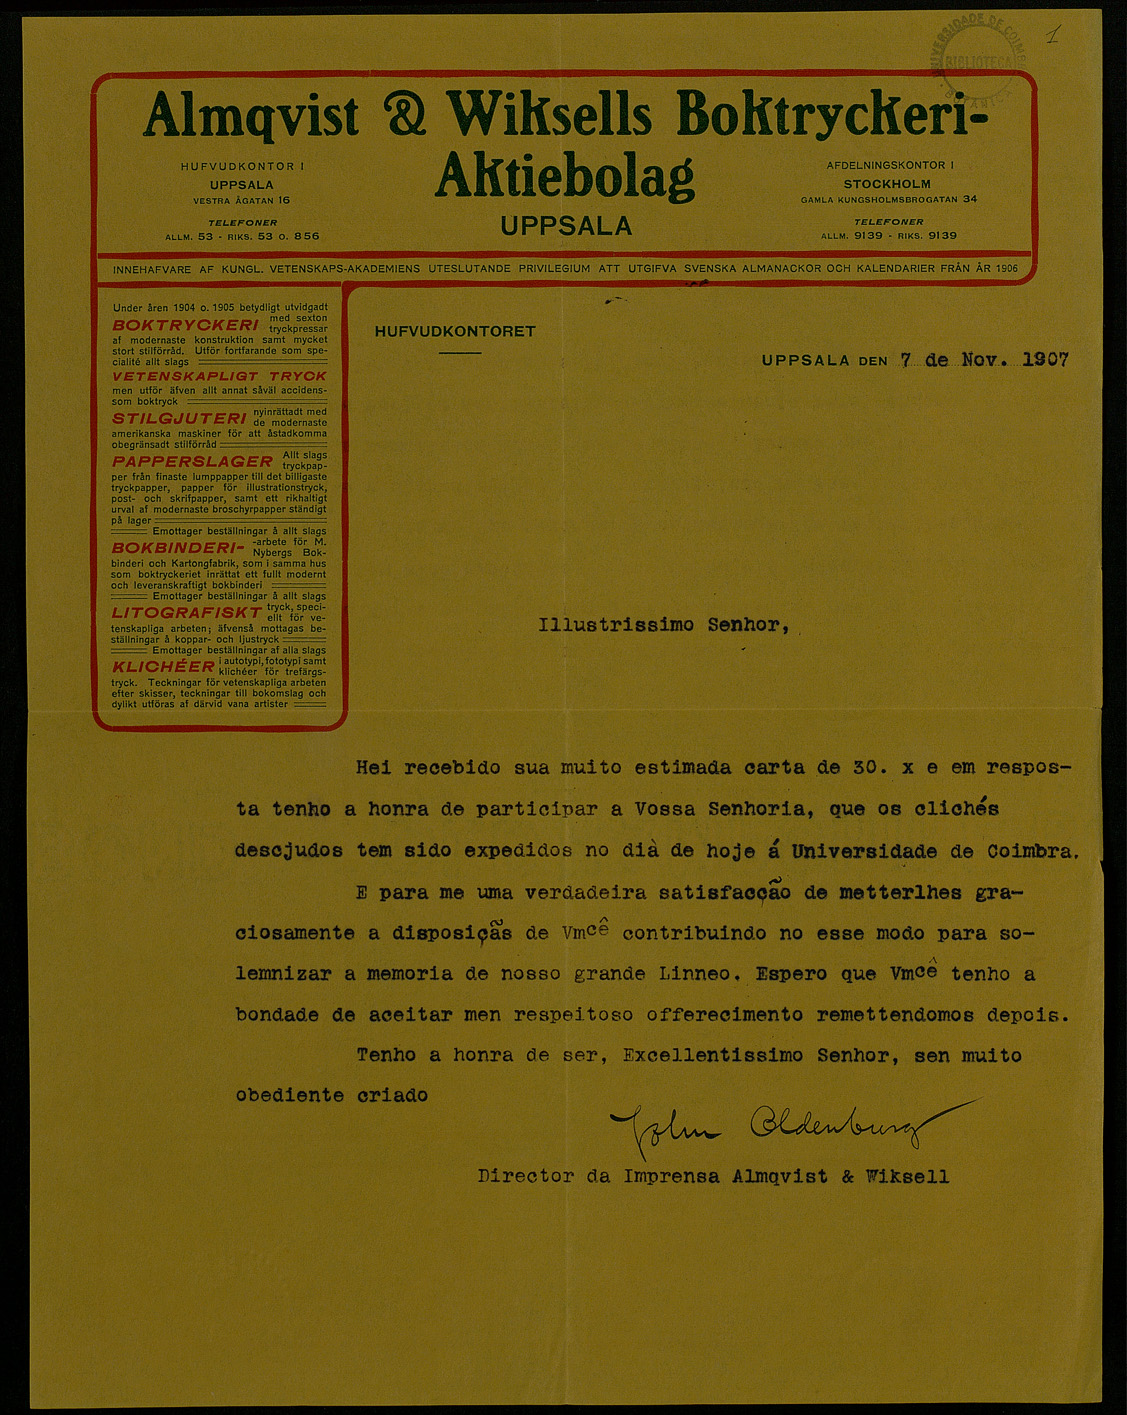 UNIVERSIDADE DE COIMBRA
BIBLIOTECA
BOTANICA
1
Almqvist & Wiksells Boktryckeri-
Aktiebolag
UPPSALA
HUFVUDKONTOR I
UPPSALA
VESTRA ÅGATAN 16
TELEFONER
ALLM. 53 - RIKS. 53 O. 856
AFDELNINGSKONTOR I
STOCKHOLM
GAMLA KUNGSHOLMSBROGATAN 34
TELEFONER
ALLM. 9139 - RIKS. 9139
INNEHAFVARE AF KUNGL. VETENSKAPS-AKADEMIENS UTESLUTANDE PRIVILEGIUM ATT UTGIFVA SVENSKA ALMANACKOR OCH KALENDARIER FRÅN ÅR 1906
Under åren 1904 o. 1905 betydligt utvidgadt
BOKTRYCKERI med sexton
tryckpressar
af modernaste konstruktion samt mycket
stort stilförråd. Utför fortfarande som spe-
cialité allt slags
VETENSKAPLIGT TRYCK
men utför äfven allt annat såväl accidens-
som boktryck
STILGJUTERI nyinrättadt med
de modernaste
amerikanska maskiner för att åstadkomma
obegränsadt stilförråd
PAPPERSLAGER Allt slags
tryckpap-
per från finaste lumppapper till det billigaste
tryckpapper, papper för illustrationstryck,
post- och skrifpapper, samt ett rikhaltigt
urval af modernaste broschyrpapper ständigt
på lager
Emottager beställningar å allt slags
BOKBINDERI- -arbete för M.
Nybergs Bok-
binderi och Kartongfabrik, som i samma hus
som boktryckeriet inrättat ett fullt modernt
och leveranskraftigt bokbinderi
Emottager beställningar å allt slags
LITOGRAFISKT tryck, speci-
ellt för ve-
tenskapliga arbeten; äfvenså mottagas be-
ställningar å koppar- och ljustryck
Emottager beställningar af alla slags
KLICHÉER i autotypi, fototypi samt
klichéer för trefärgs-
tryck. Teckningar för vetenskapliga arbeten
efter skisser, teckningar till bokomslag och
dylikt utföras af därvid vana artister
HUFVUDKONTORET
UPPSALA DEN 7 de Nov. 1907
Illustrissimo Senhor,
Hei recebido sua muito estimada carta de 30. x e em respos-
ta tenho a honra de participar a Vossa Senhoria, que os clichés
descjudos tem sido expedidos no dià de hoje á Universidade de Coimbra.
E para me uma verdadeira satisfacção de metterlhes gra-
ciosamente a disposiçãs de Vmcê contribuindo no esse modo para so-
lemnizar a memoria de nosso grande Linneo. Espero que Vmcê tenho a
bondade de aceitar men respeitoso offerecimento remettendomos depois.
Tenho a honra de ser, Excellentissimo Senhor, sen muito
obediente criado
John Oldenburg
Director da Imprensa Almqvist & Wiksell